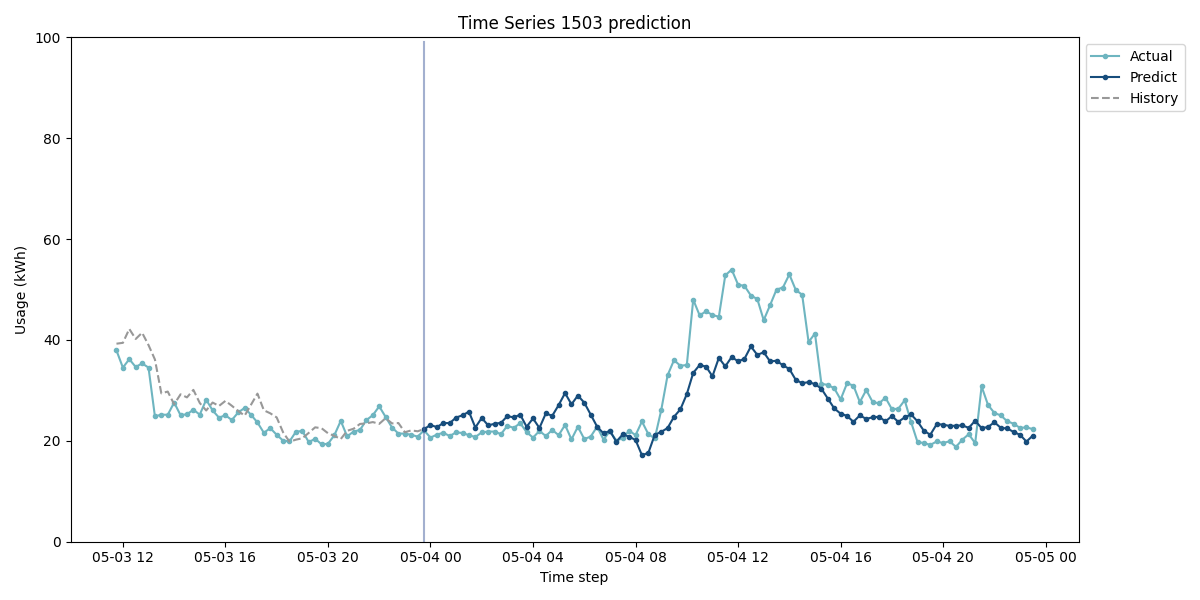 Time Series 1503 prediction
100
80
60
40
20
0
Usage (kWh)
05-03 12
05-03 16
05-03 20
05-04 00
05-04 04
05-04 08
05-04 12
05-04 16
05-04 20
05-05 00
Time step
Actual
Predict
History